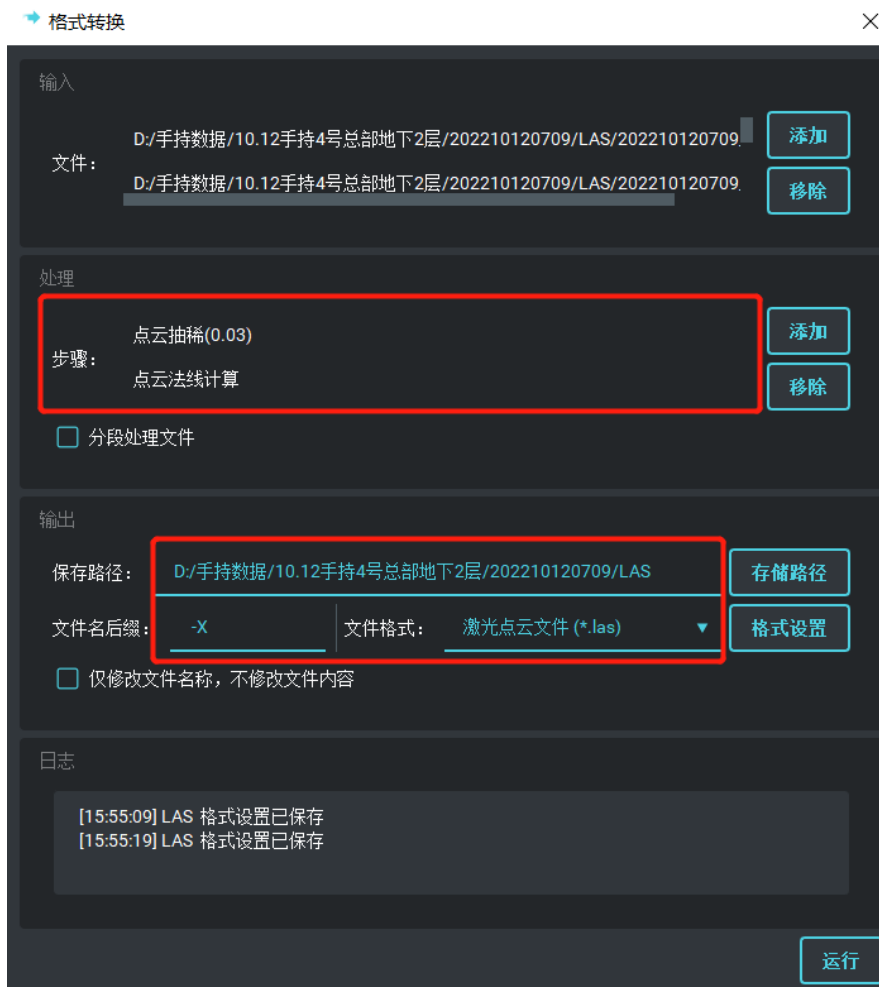 格式转换
输入
文件：
D:/手持数据/10.12手持4号总部地下2层/202210120709/LAS/202210120709.
添加
D:/手持数据/10.12手持4号总部地下2层/202210120709/LAS/202210120709.
移除
处理
步骤：
点云抽稀(0.03)
添加
点云法线计算
移除
分段处理文件
输出
保存路径： D:/手持数据/10.12手持4号总部地下2层/202210120709/LAS 存储路径
文件名后缀： -X 文件格式： 激光点云文件 (*.las) 格式设置
仅修改文件名称，不修改文件内容
日志
[15:55:09] LAS 格式设置已保存
[15:55:19] LAS 格式设置已保存
运行